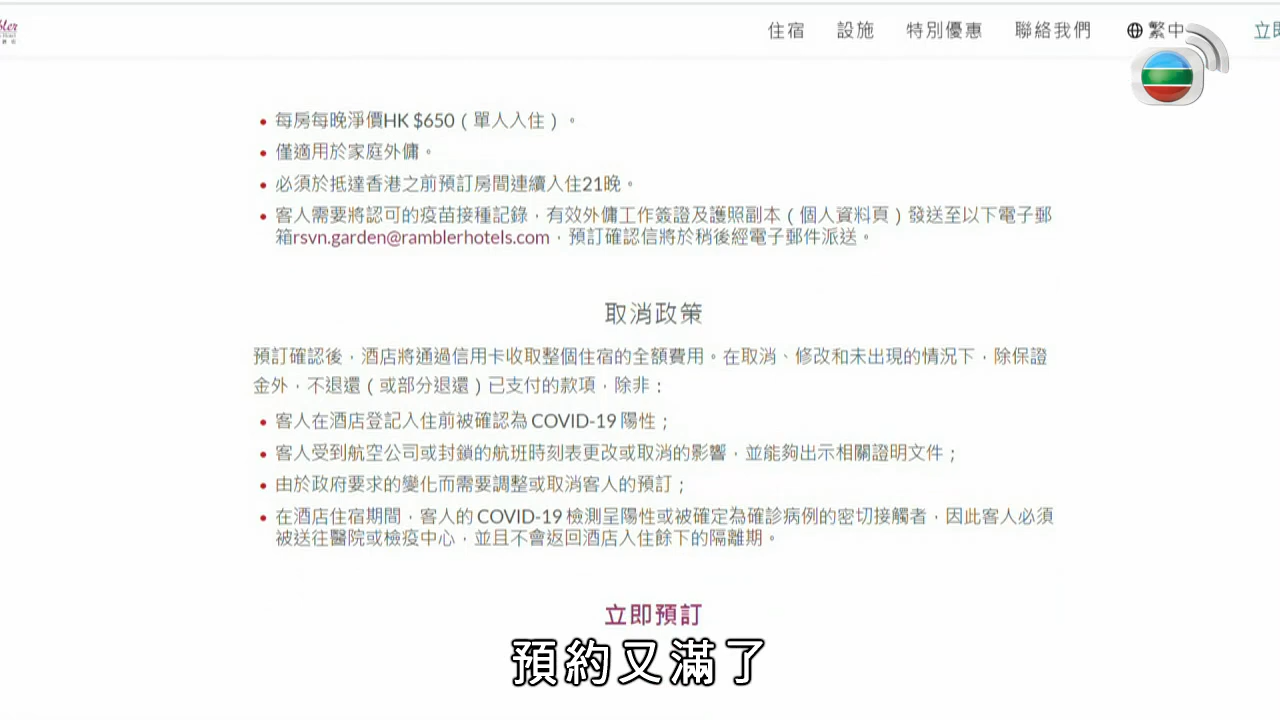 住宿 設施 特別優惠 聯絡我們 繁中 立即
每房每晚淨價HK $650（單人入住）。
僅適用於家庭外傭。
必須於抵達香港之前預訂房間連續入住21晚。
客人需要將認可的疫苗接種記錄，有效外傭工作簽證及護照副本（個人資料頁）發送至以下電子郵
箱rsvn.garden@ramblerhotels.com，預訂確認信將於稍後經電子郵件派送。
取消政策
預訂確認後，酒店將通過信用卡收取整個住宿的全額費用。在取消、修改和未出現的情況下，除保證
金外，不退還（或部分退還）已支付的款項，除非：
客人在酒店登記入住前被確認為 COVID-19 陽性；
客人受到航空公司或封鎖的航班時刻表更改或取消的影響，並能夠出示相關證明文件；
由於政府要求的變化而需要調整或取消客人的預訂；
在酒店住宿期間，客人的 COVID-19 檢測呈陽性或被確定為確診病例的密切接觸者，因此客人必須
被送往醫院或檢疫中心，並且不會返回酒店入住餘下的隔離期。
立即預訂
預約又滿了